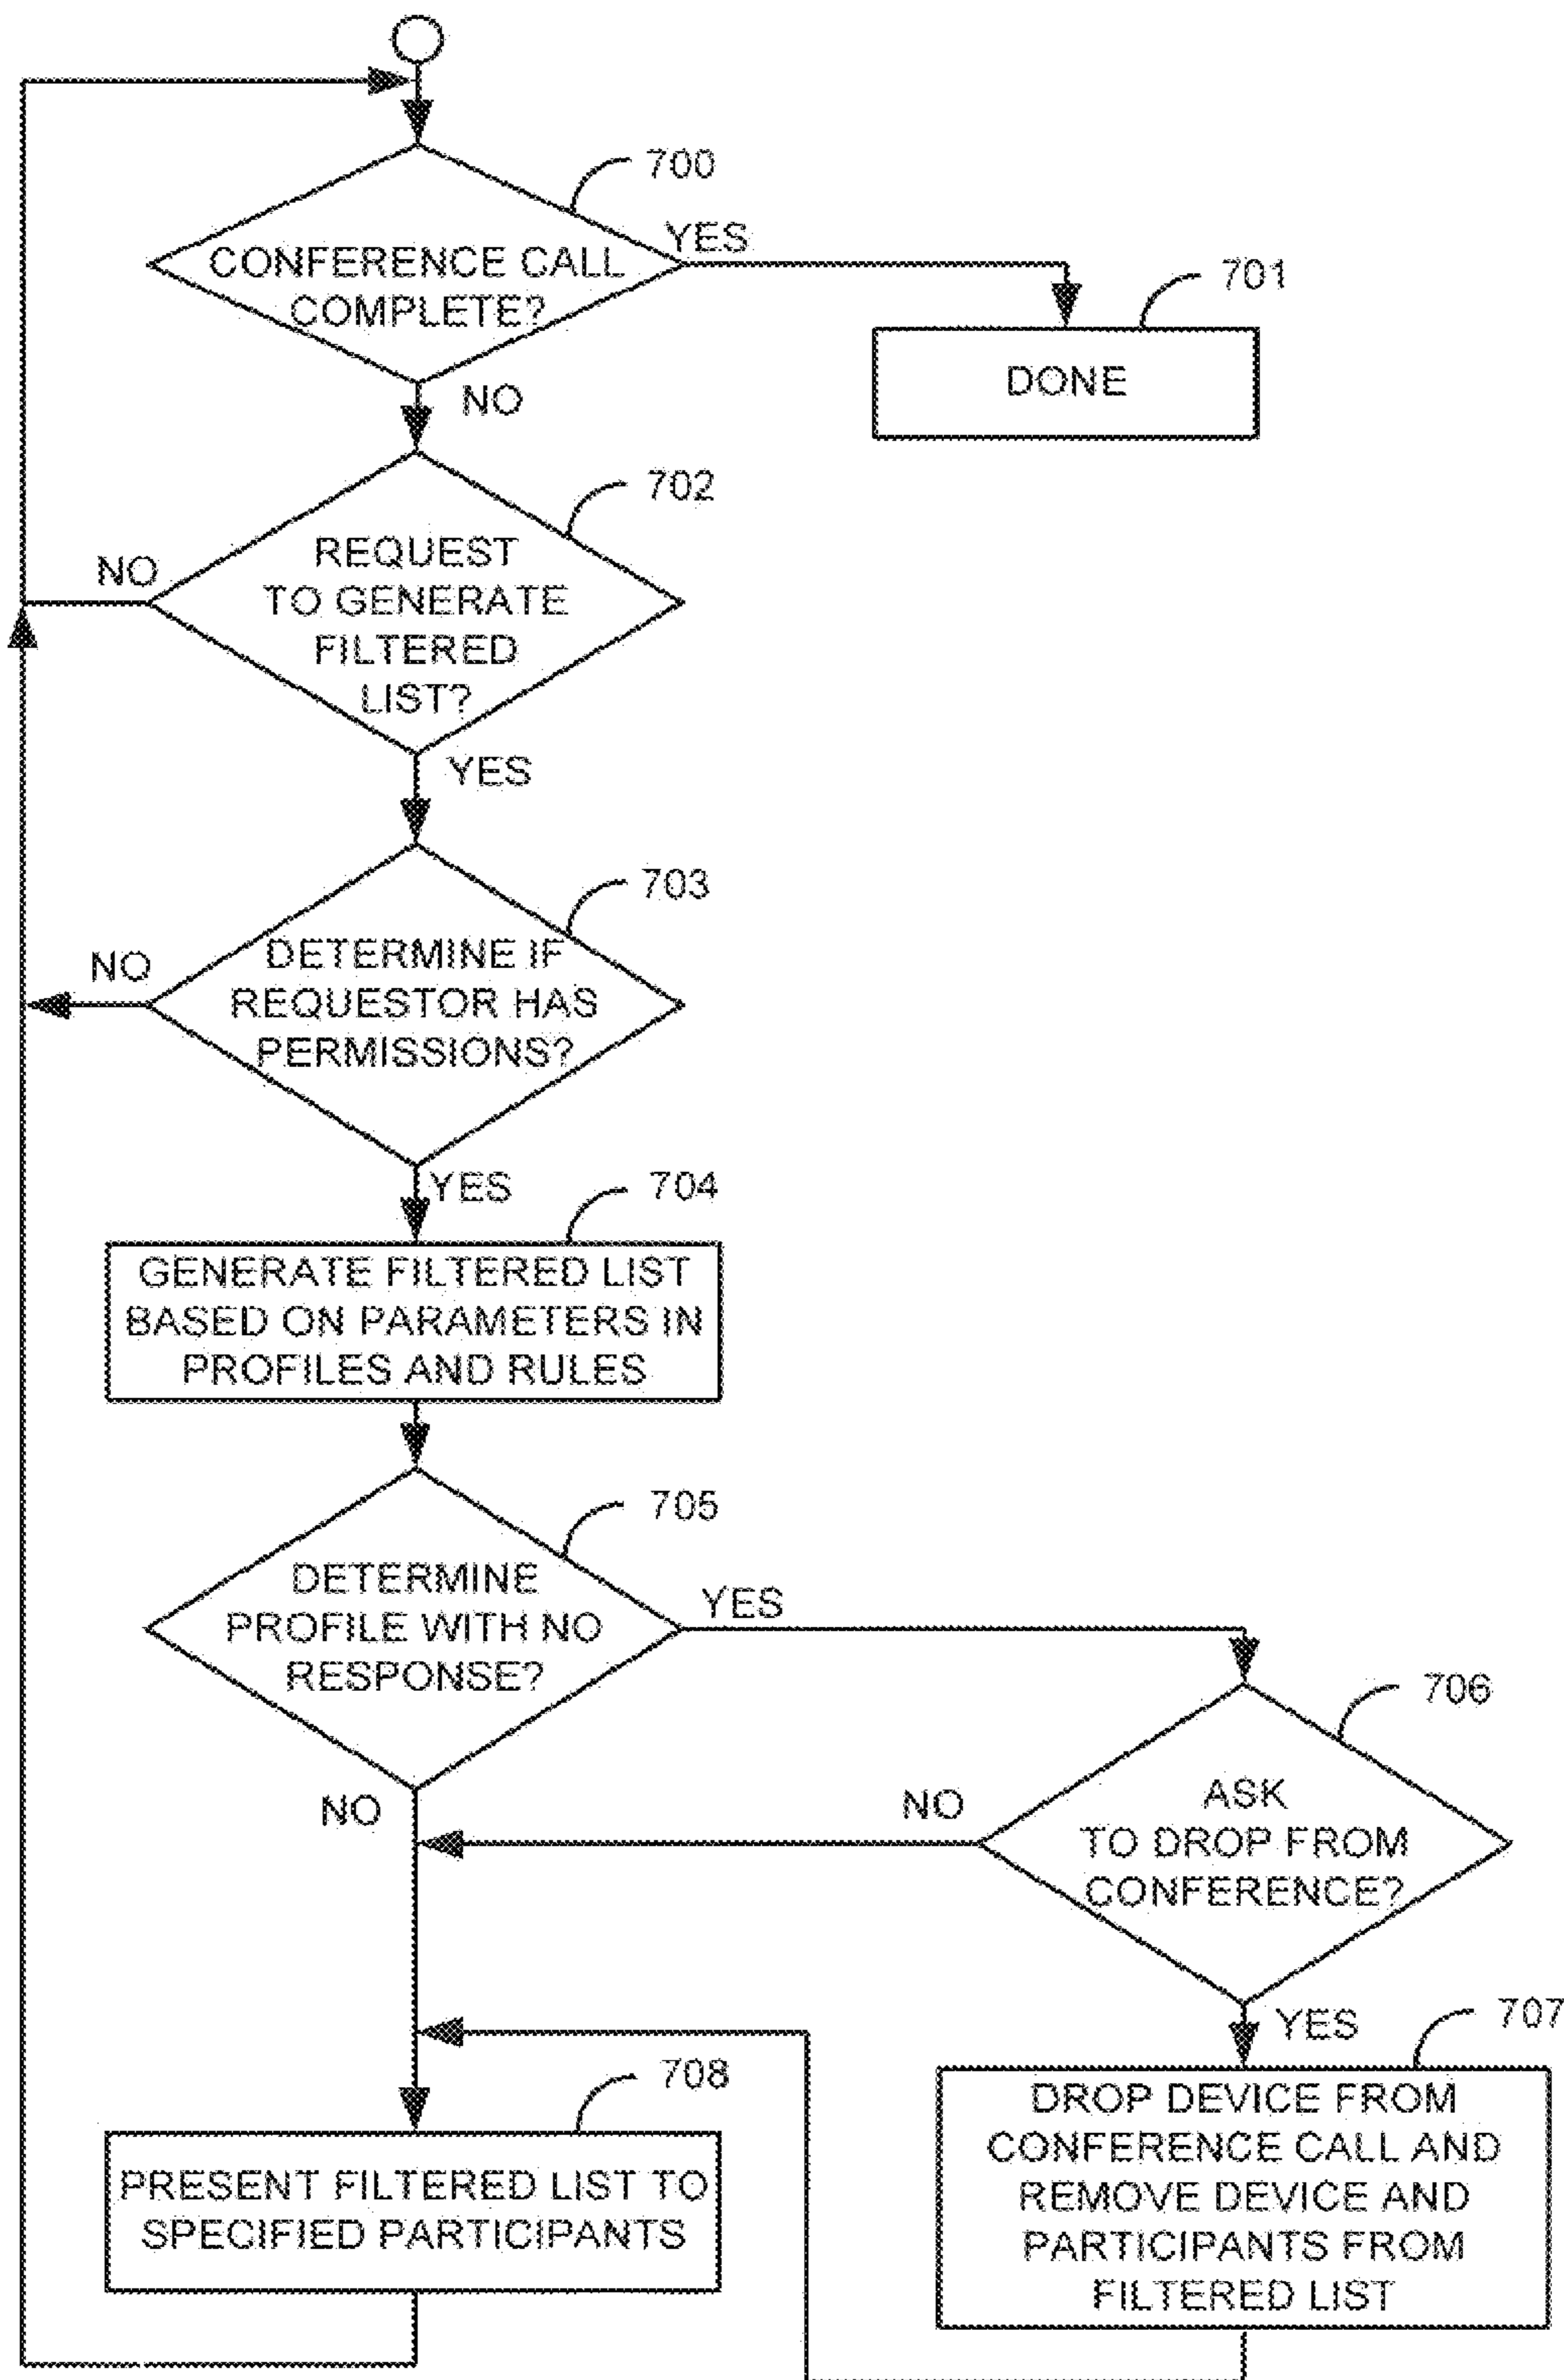 700
CONFERENCE CALL
COMPLETE?
YES
701
DONE
NO
702
REQUEST
TO GENERATE
FILTERED
LIST?
NO
YES
703
DETERMINE IF
REQUESTOR HAS
PERMISSIONS?
NO
YES
704
GENERATE FILTERED LIST
BASED ON PARAMETERS IN
PROFILES AND RULES
705
DETERMINE
PROFILE WITH NO
RESPONSE?
YES
NO
706
ASK
TO DROP FROM
CONFERENCE?
NO
YES
707
DROP DEVICE FROM
CONFERENCE CALL AND
REMOVE DEVICE AND
PARTICIPANTS FROM
FILTERED LIST
708
PRESENT FILTERED LIST TO
SPECIFIED PARTICIPANTS